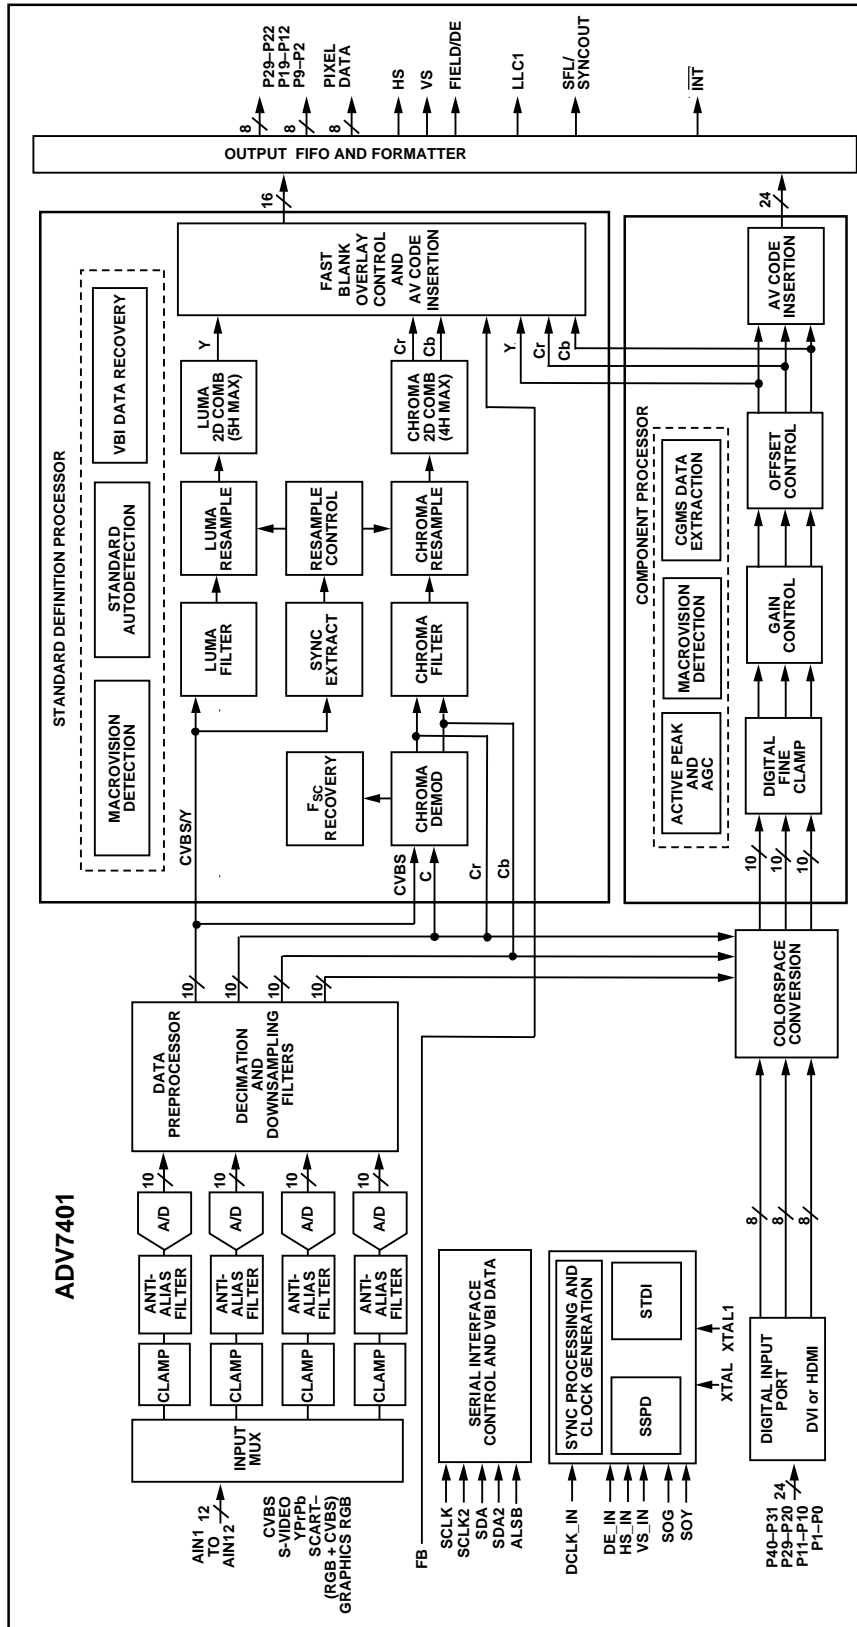 ADV7401
AIN1
TO
AIN12
12
CVBS
S-VIDEO
YPrPb
SCART–
(RGB + CVBS)
GRAPHICS RGB
INPUT
MUX
CLAMP
ANTI-
ALIAS
FILTER
A/D
10
CLAMP
ANTI-
ALIAS
FILTER
A/D
10
CLAMP
ANTI-
ALIAS
FILTER
A/D
10
CLAMP
ANTI-
ALIAS
FILTER
A/D
10
DATA
PREPROCESSOR
DECIMATION
AND
DOWNSAMPLING
FILTERS
10
10
10
10
FB
SCLK
SCLK2
SDA
SDA2
ALSB
SERIAL INTERFACE
CONTROL AND VBI DATA
DCLK_IN
DE_IN
HS_IN
VS_IN
SOG
SOY
SYNC PROCESSING AND
CLOCK GENERATION
SSPD
STDI
XTAL
XTAL1
P40–P31
P29–P20
P11–P10
P1–P0
24
DIGITAL INPUT
PORT
DVI or HDMI
8
8
8
COLORSPACE
CONVERSION
10
10
10
STANDARD DEFINITION PROCESSOR
MACROVISION
DETECTION
STANDARD
AUTODETECTION
VBI DATA RECOVERY
CVBS/Y
CVBS
C
Cr
Cb
FSC
RECOVERY
CHROMA
DEMOD
LUMA
FILTER
SYNC
EXTRACT
CHROMA
FILTER
LUMA
RESAMPLE
RESAMPLE
CONTROL
CHROMA
RESAMPLE
LUMA
2D COMB
(5H MAX)
CHROMA
2D COMB
(4H MAX)
Y
Cr
Cb
Y
Cr
Cb
FAST
BLANK
OVERLAY
CONTROL
AND
AV CODE
INSERTION
16
COMPONENT PROCESSOR
ACTIVE PEAK
AND
AGC
MACROVISION
DETECTION
CGMS DATA
EXTRACTION
DIGITAL
FINE
CLAMP
GAIN
CONTROL
OFFSET
CONTROL
AV CODE
INSERTION
24
OUTPUT FIFO AND FORMATTER
8
8
8
P29–P22
P19–P12
P9–P2
PIXEL
DATA
HS
VS
FIELD/DE
LLC1
SFL/
SYNCOUT
INT